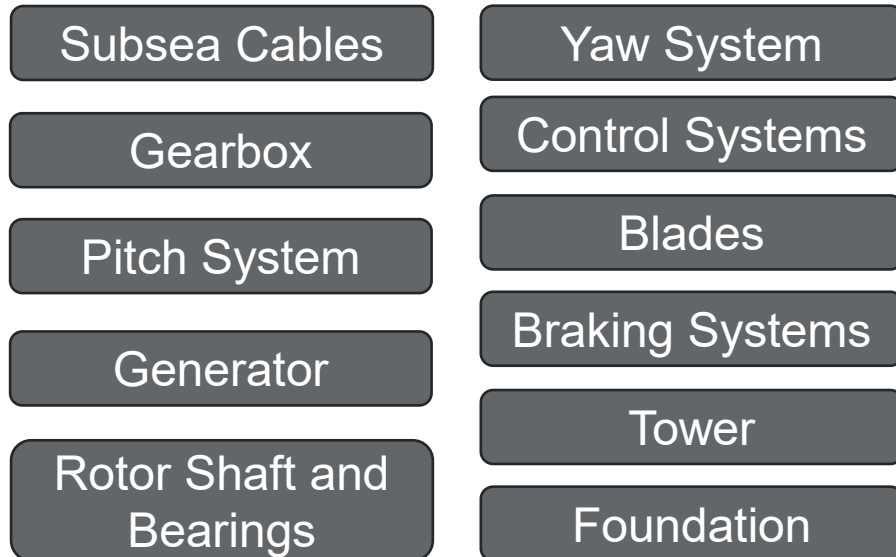 Subsea Cables
Gearbox
Pitch System
Generator
Rotor Shaft and
Bearings
Yaw System
Control Systems
Blades
Braking Systems
Tower
Foundation